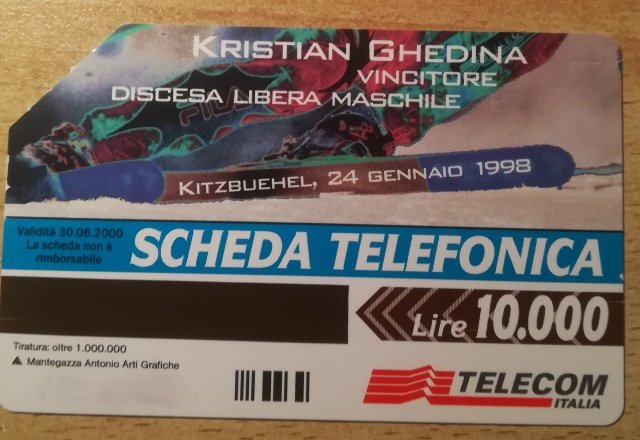 KRISTIAN GHEDINA
VINCITORE
DISCESA LIBERA MASCHILE
FILA
KITZBUEHEL, 24 GENNAIO 1998
Validità 30.06.2000
La scheda non è
rimborsabile
SCHEDA TELEFONICA
Lire 10.000
Tiratura: oltre 1.000.000
Mantegazza Antonio Arti Grafiche
TELECOM
ITALIA